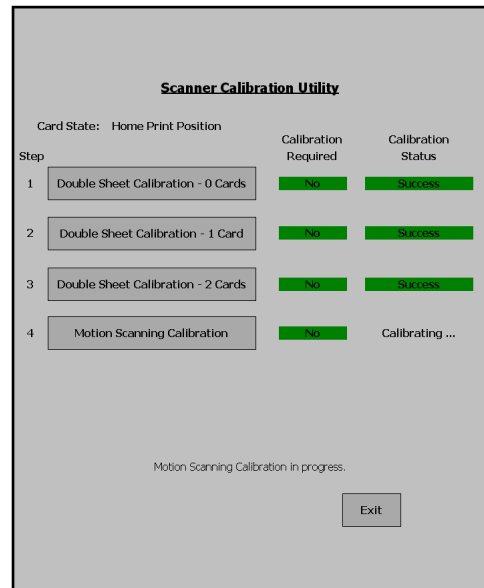 Scanner Calibration Utility
Card State: Home Print Position
Calibration Required
Calibration Status
Step
1 Double Sheet Calibration - 0 Cards No Success
2 Double Sheet Calibration - 1 Card No Success
3 Double Sheet Calibration - 2 Cards No Success
4 Motion Scanning Calibration No Calibrating ...
Motion Scanning Calibration in progress.
Exit